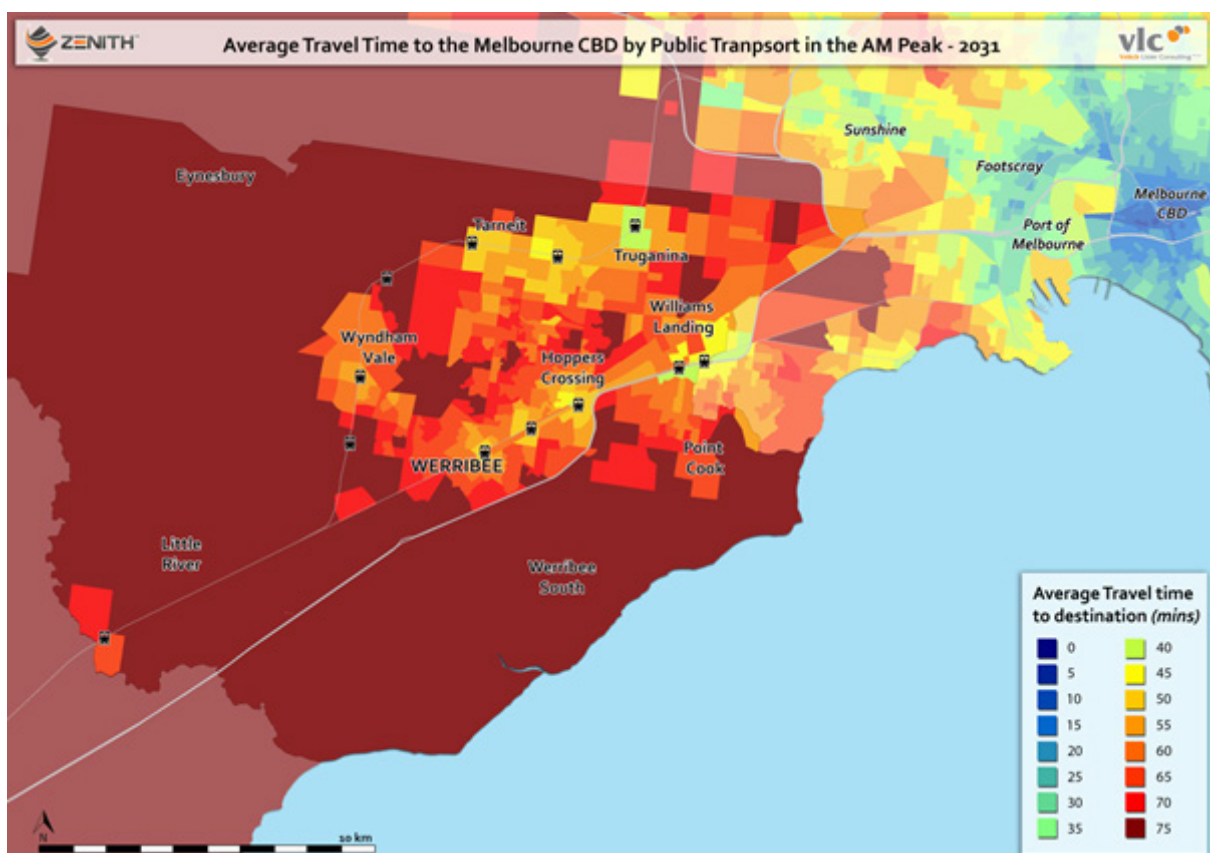 ZENITH™
Average Travel Time to the Melbourne CBD by Public Tranpsort in the AM Peak - 2031
vlc
Sunshine
Eynesbury
Footscray
Melbourne
CBD
Tarneit
Port of
Melbourne
Truganina
Williams
Landing
Wyndham
Vale
Hoppers
Crossing
Point
Cook
WERRIBEE
Little
River
Werribee
South
Average Travel time
to destination (mins)
0 40
5 45
10 50
15 55
20 60
25 65
30 70
35 75
N
10 km